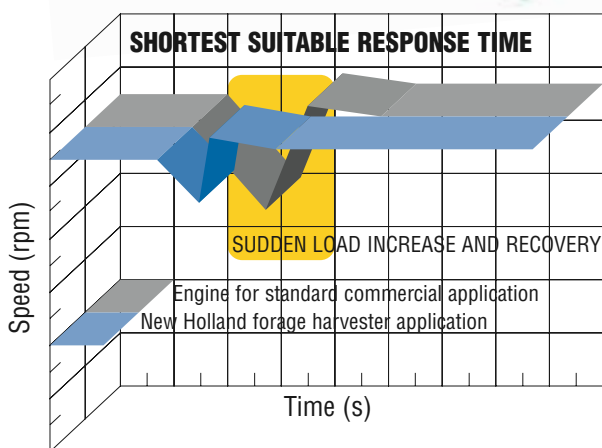 SHORTEST SUITABLE RESPONSE TIME
Speed (rpm)
SUDDEN LOAD INCREASE AND RECOVERY
Engine for standard commercial application
New Holland forage harvester application
Time (s)